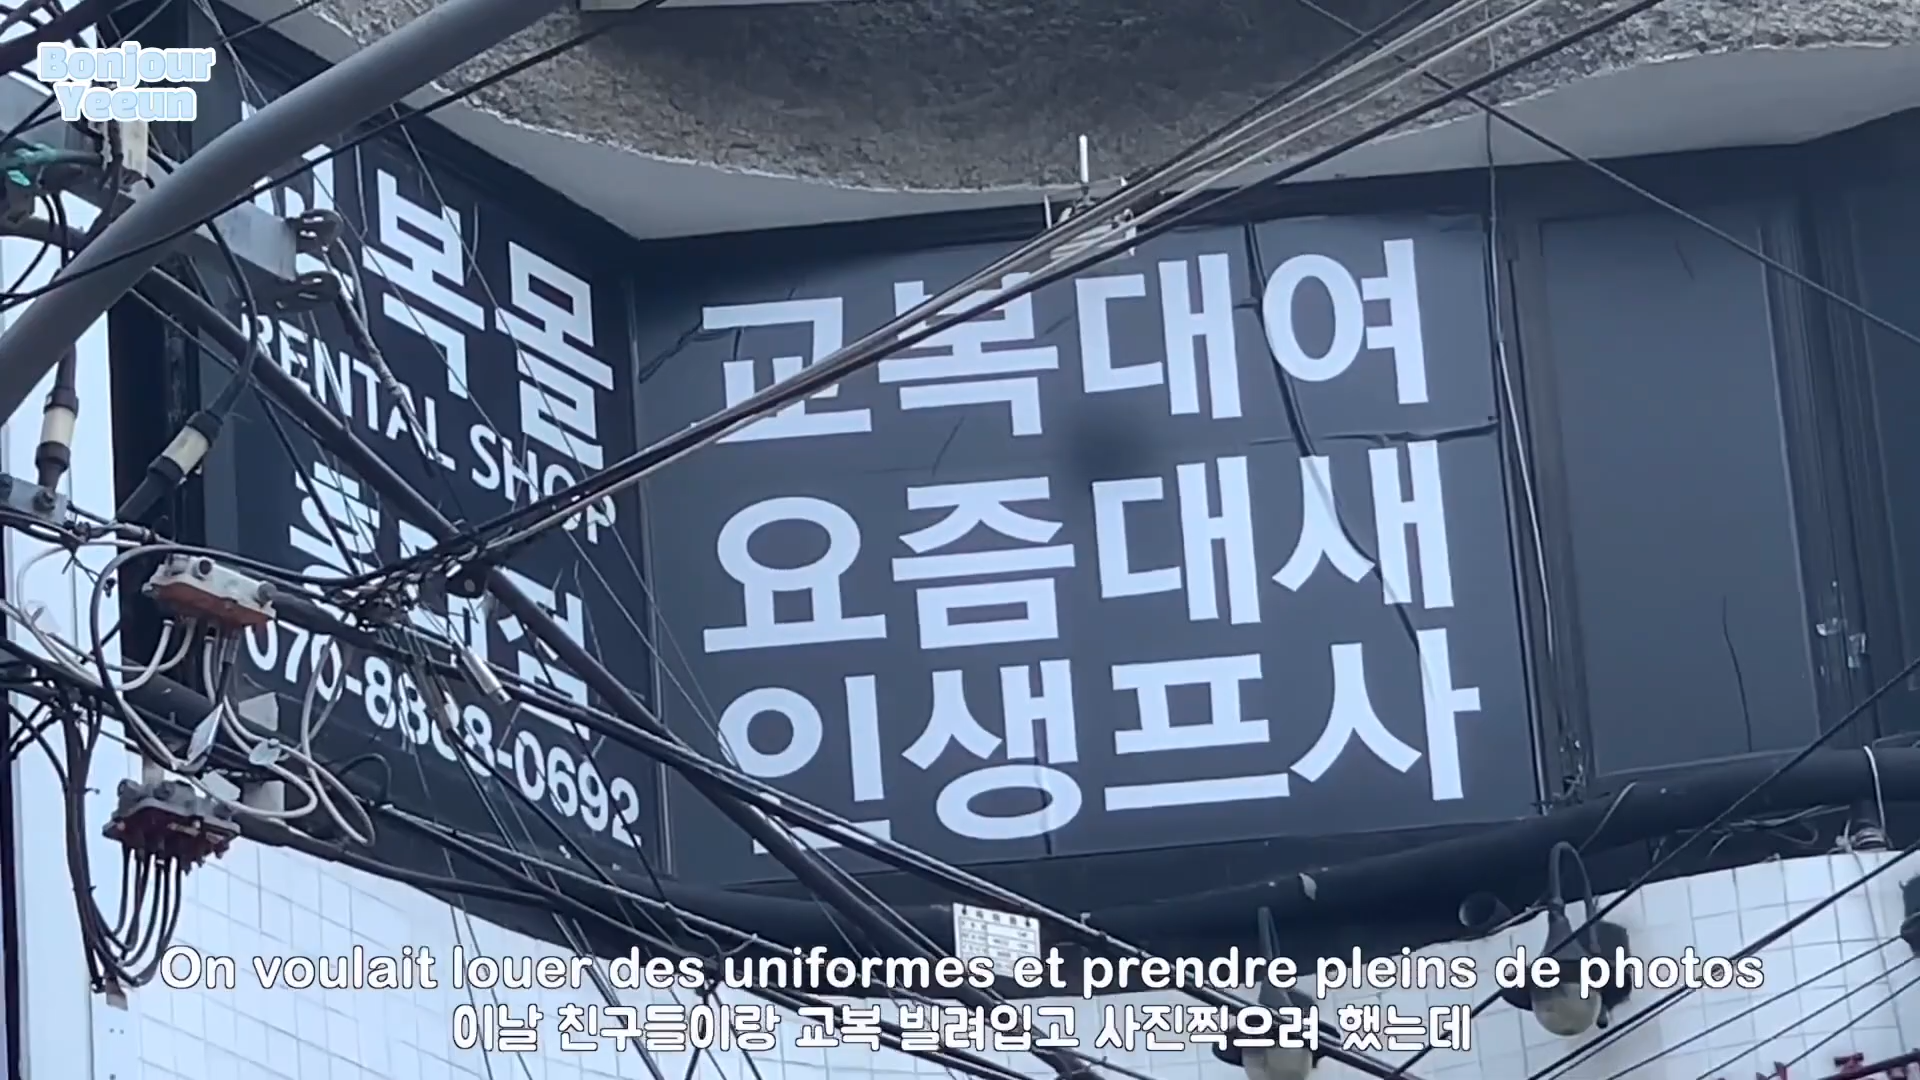 Bonjour
Yeeun
교복몰
RENTAL SHOP
070-8888-0692
교복대여
요즘대새
인생프사
On voulait louer des uniformes et prendre pleins de photos
이날 친구들이랑 교복 빌려입고 사진찍으려 했는데